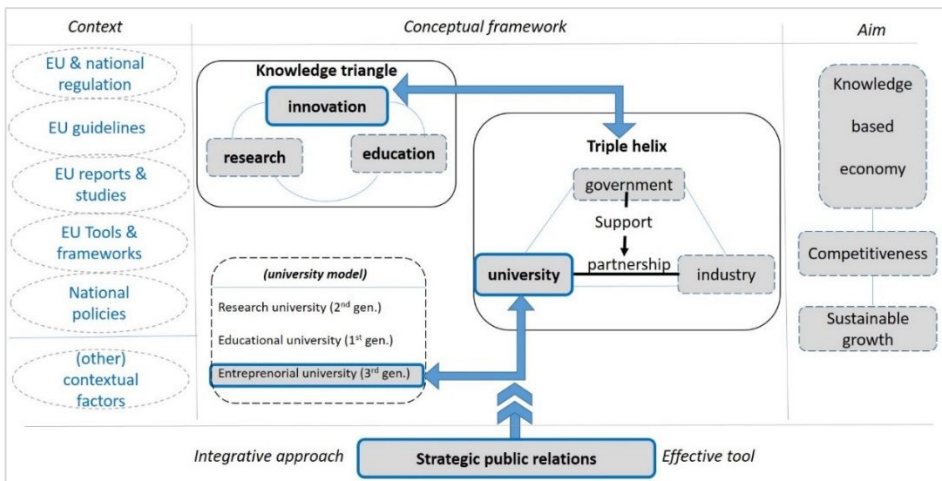 Context
Conceptual framework
Aim
EU & national
regulation
EU guidelines
EU reports &
studies
EU Tools &
frameworks
National
policies
(other)
contextual
factors
Knowledge triangle
innovation
research
education
Triple helix
government
Support
partnership
university
industry
(university model)
Research university (2nd gen.)
Educational university (1st gen.)
Entreprenorial university (3rd gen.)
Knowledge
based
economy
Competitiveness
Sustainable
growth
Integrative approach
Strategic public relations
Effective tool